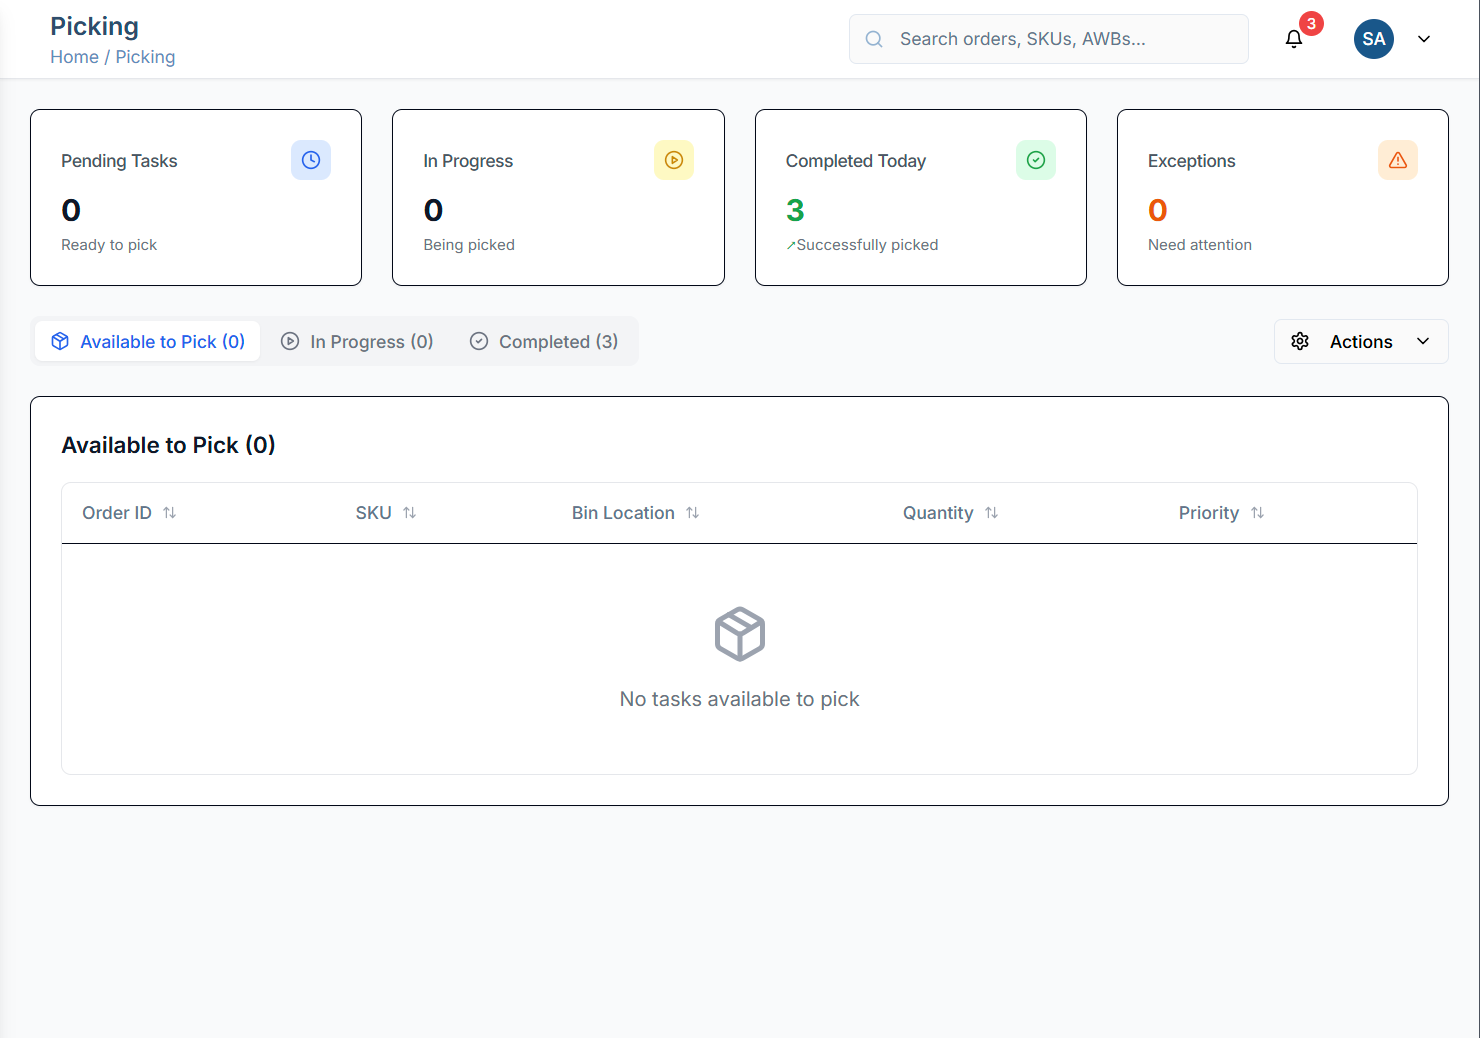 Picking
Home / Picking
Search orders, SKUs, AWBs...
3
SA
Pending Tasks
0
Ready to pick
In Progress
0
Being picked
Completed Today
3
↗Successfully picked
Exceptions
0
Need attention
Available to Pick (0)
In Progress (0)
Completed (3)
Actions
Available to Pick (0)
Order ID
SKU
Bin Location
Quantity
Priority
No tasks available to pick